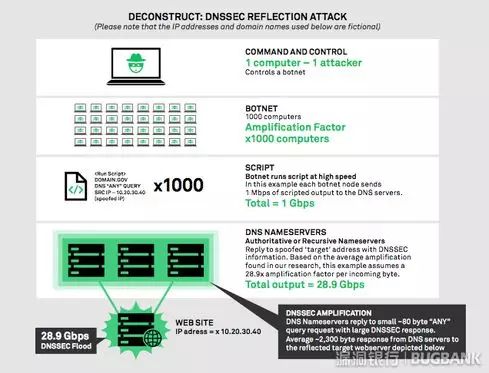 DECONSTRUCT: DNSSEC REFLECTION ATTACK
(Please note that the IP addresses and domain names used below are fictional)
COMMAND AND CONTROL
1 computer – 1 attacker
Controls a botnet
BOTNET
1000 computers
Amplification Factor
x1000 computers
<Run Script>
DOMAIN.GOV
DNS "ANY" QUERY
SRC IP – 10.20.30.40
(spoofed IP)
x1000
SCRIPT
Botnet runs script at high speed
In this example each botnet node sends
1 Mbps of scripted output to the DNS servers.
Total = 1 Gbps
DNS NAMESERVERS
Authoritative or Recursive Nameservers
Reply to spoofed 'target' address with DNSSEC
information. Based on the average amplification
found in our research, this example assumes a
28.9x amplification factor per incoming byte.
Total output = 28.9 Gbps
28.9 Gbps
DNSSEC Flood
WEB SITE
IP adress = x 10.20.30.40
DNSSEC AMPLIFICATION
DNS Nameservers reply to small ~80 byte "ANY"
query request with large DNSSEC response.
Average ~2,300 byte response from DNS servers to
the reflected target webserver depicted below
漏洞银行 | BUGBANK